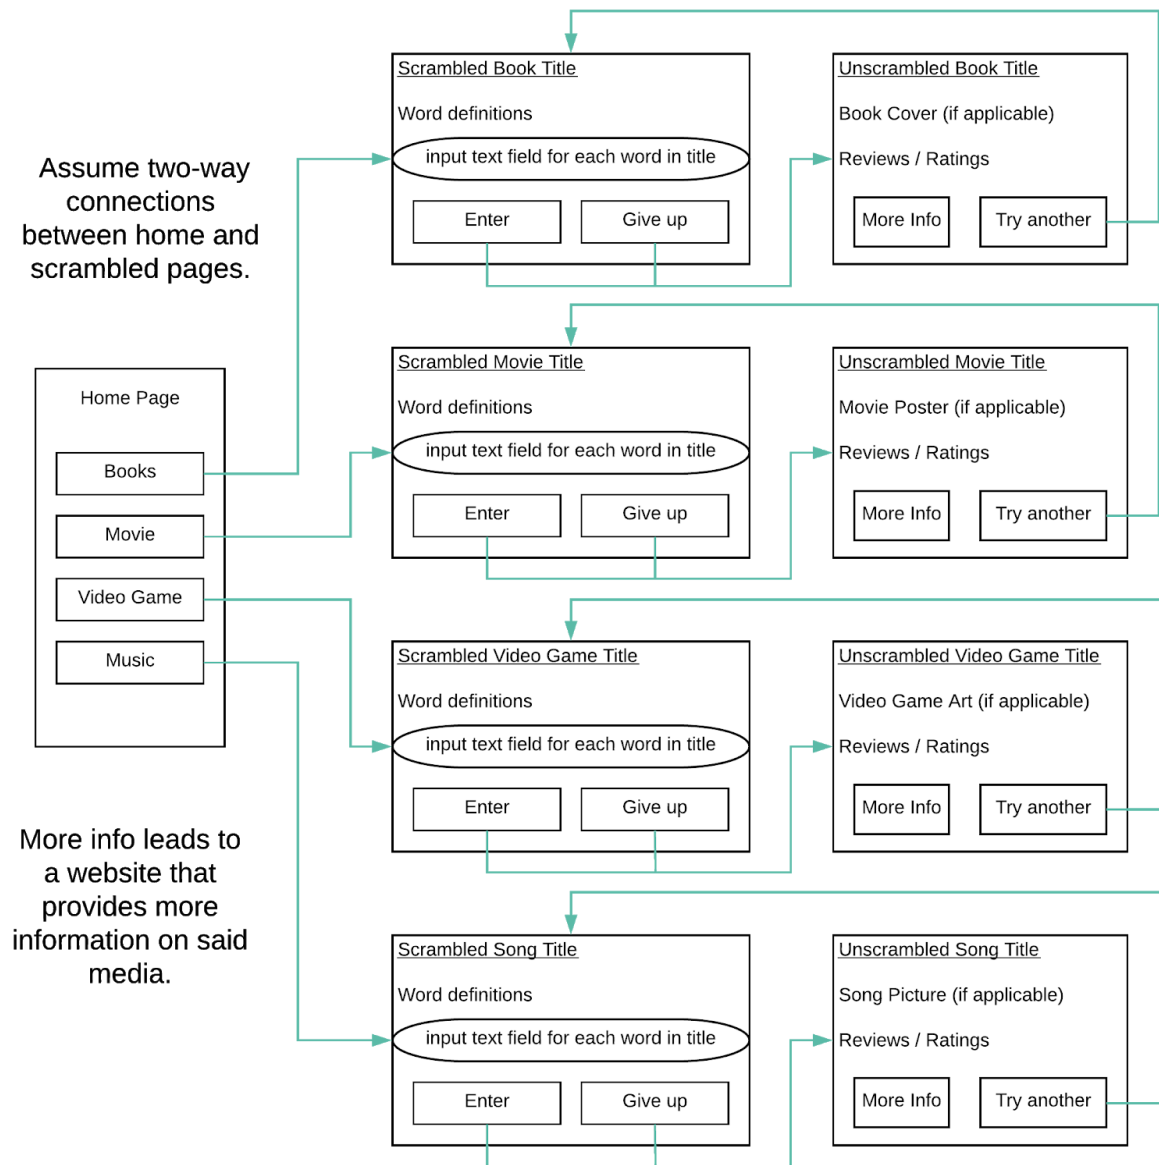 Assume two-way
connections
between home and
scrambled pages.
Home Page
Books
Movie
Video Game
Music
More info leads to
a website that
provides more
information on said
media.
Scrambled Book Title
Word definitions
input text field for each word in title
Enter
Give up
Unscrambled Book Title
Book Cover (if applicable)
Reviews / Ratings
More Info
Try another
Scrambled Movie Title
Word definitions
input text field for each word in title
Enter
Give up
Unscrambled Movie Title
Movie Poster (if applicable)
Reviews / Ratings
More Info
Try another
Scrambled Video Game Title
Word definitions
input text field for each word in title
Enter
Give up
Unscrambled Video Game Title
Video Game Art (if applicable)
Reviews / Ratings
More Info
Try another
Scrambled Song Title
Word definitions
input text field for each word in title
Enter
Give up
Unscrambled Song Title
Song Picture (if applicable)
Reviews / Ratings
More Info
Try another